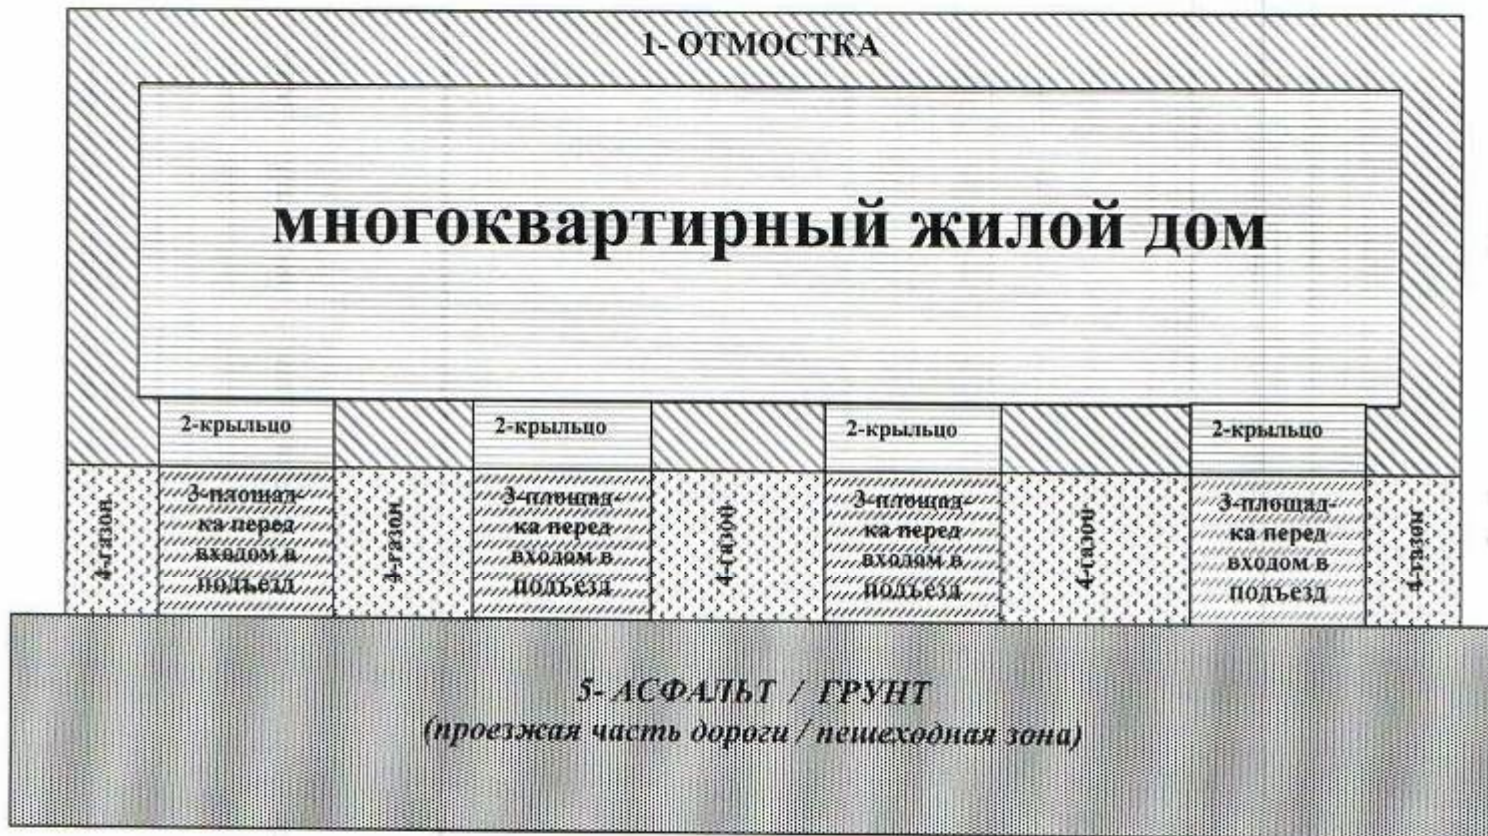 1- ОТМОСТКА
многоквартирный жилой дом
2-крыльцо
2-крыльцо
2-крыльцо
2-крыльцо
4-газон
3-площад-
ка перед
входом в
подъезд
4-газон
3-площад-
ка перед
входом в
подъезд
4-газон
3-площад-
ка перед
входом в
подъезд
4-газон
3-площад-
ка перед
входом в
подъезд
4-газон
5- АСФАЛЬТ / ГРУНТ
(проезжая часть дороги / пешеходная зона)